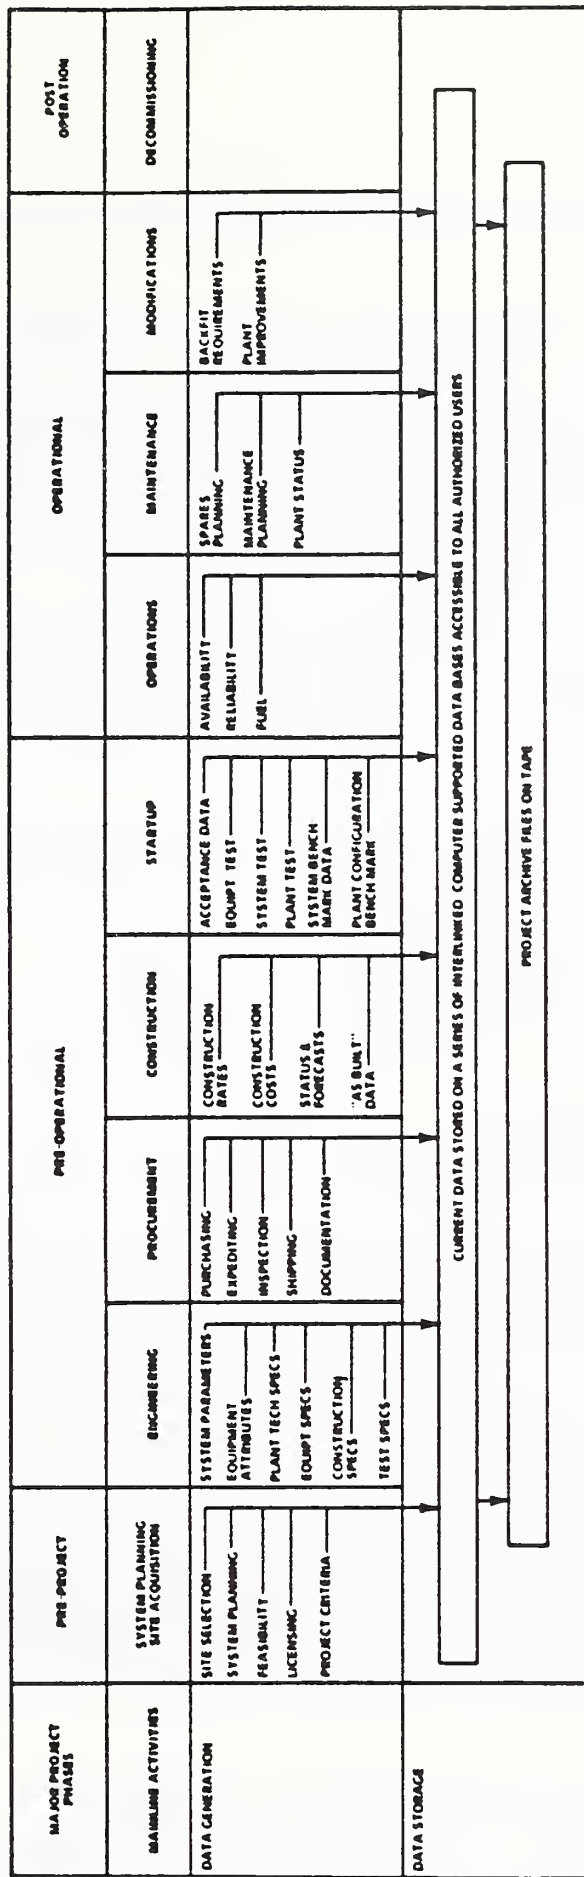 MAJOR PROJECT
PHASES
PRE-PROJECT
PRE-OPERATIONAL
OPERATIONAL
POST
OPERATION
MAINLINE ACTIVITIES
SYSTEM PLANNING
SITE ACQUISITION
ENGINEERING
PROCUREMENT
CONSTRUCTION
STARTUP
OPERATIONS
MAINTENANCE
MODIFICATIONS
DECOMMISSIONING
DATA GENERATION
SITE SELECTION
SYSTEM PLANNING
FEASIBILITY
LICENSING
PROJECT CRITERIA
SYSTEM PARAMETERS
EQUIPMENT
ATTRIBUTES
PLANT TECH SPECS
EQUIPT SPECS
CONSTRUCTION
SPECS
TEST SPECS
PURCHASING
EXPEDITING
INSPECTION
SHIPPING
DOCUMENTATION
CONSTRUCTION
RATES
CONSTRUCTION
COSTS
STATUS &
FORECASTS
"AS BUILT"
DATA
ACCEPTANCE DATA
EQUIPT TEST
SYSTEM TEST
PLANT TEST
SYSTEM BENCH
MARK DATA
PLANT CONFIGURATION
BENCH MARK
AVAILABILITY
RELIABILITY
FUEL
SPARES
PLANNING
MAINTENANCE
PLANNING
PLANT STATUS
BACKFIT
REQUIREMENTS
PLANT
IMPROVEMENTS
DATA STORAGE
CURRENT DATA STORED ON A SERIES OF INTERLINKED COMPUTER SUPPORTED DATA BASES ACCESSIBLE TO ALL AUTHORIZED USERS
PROJECT ARCHIVE FILES ON TAPE